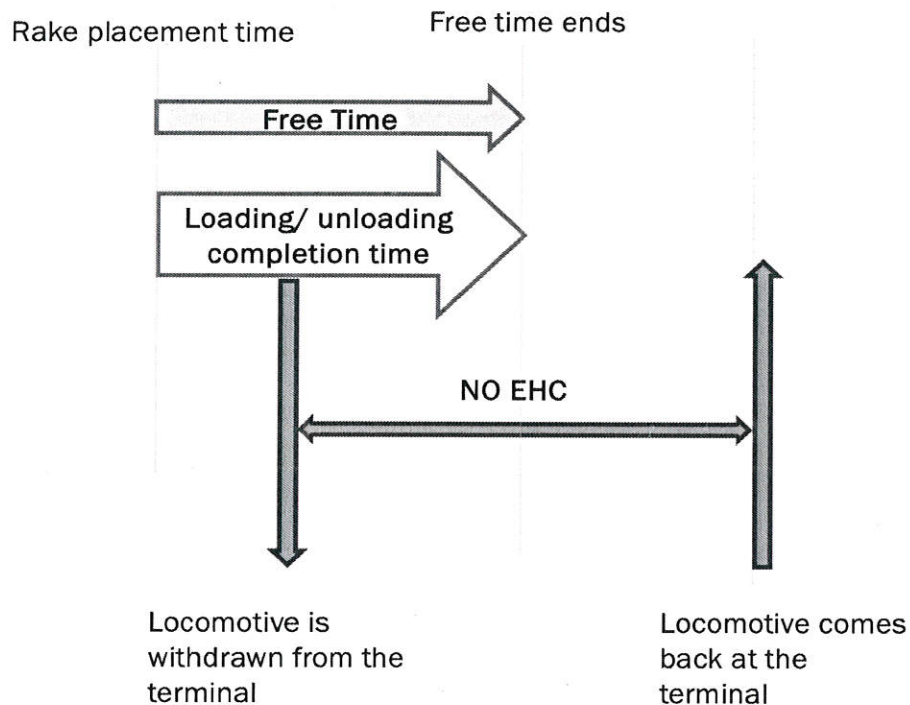 Rake placement time
Free time ends
Free Time
Loading/ unloading
completion time
NO EHC
Locomotive is
withdrawn from the
terminal
Locomotive comes
back at the
terminal